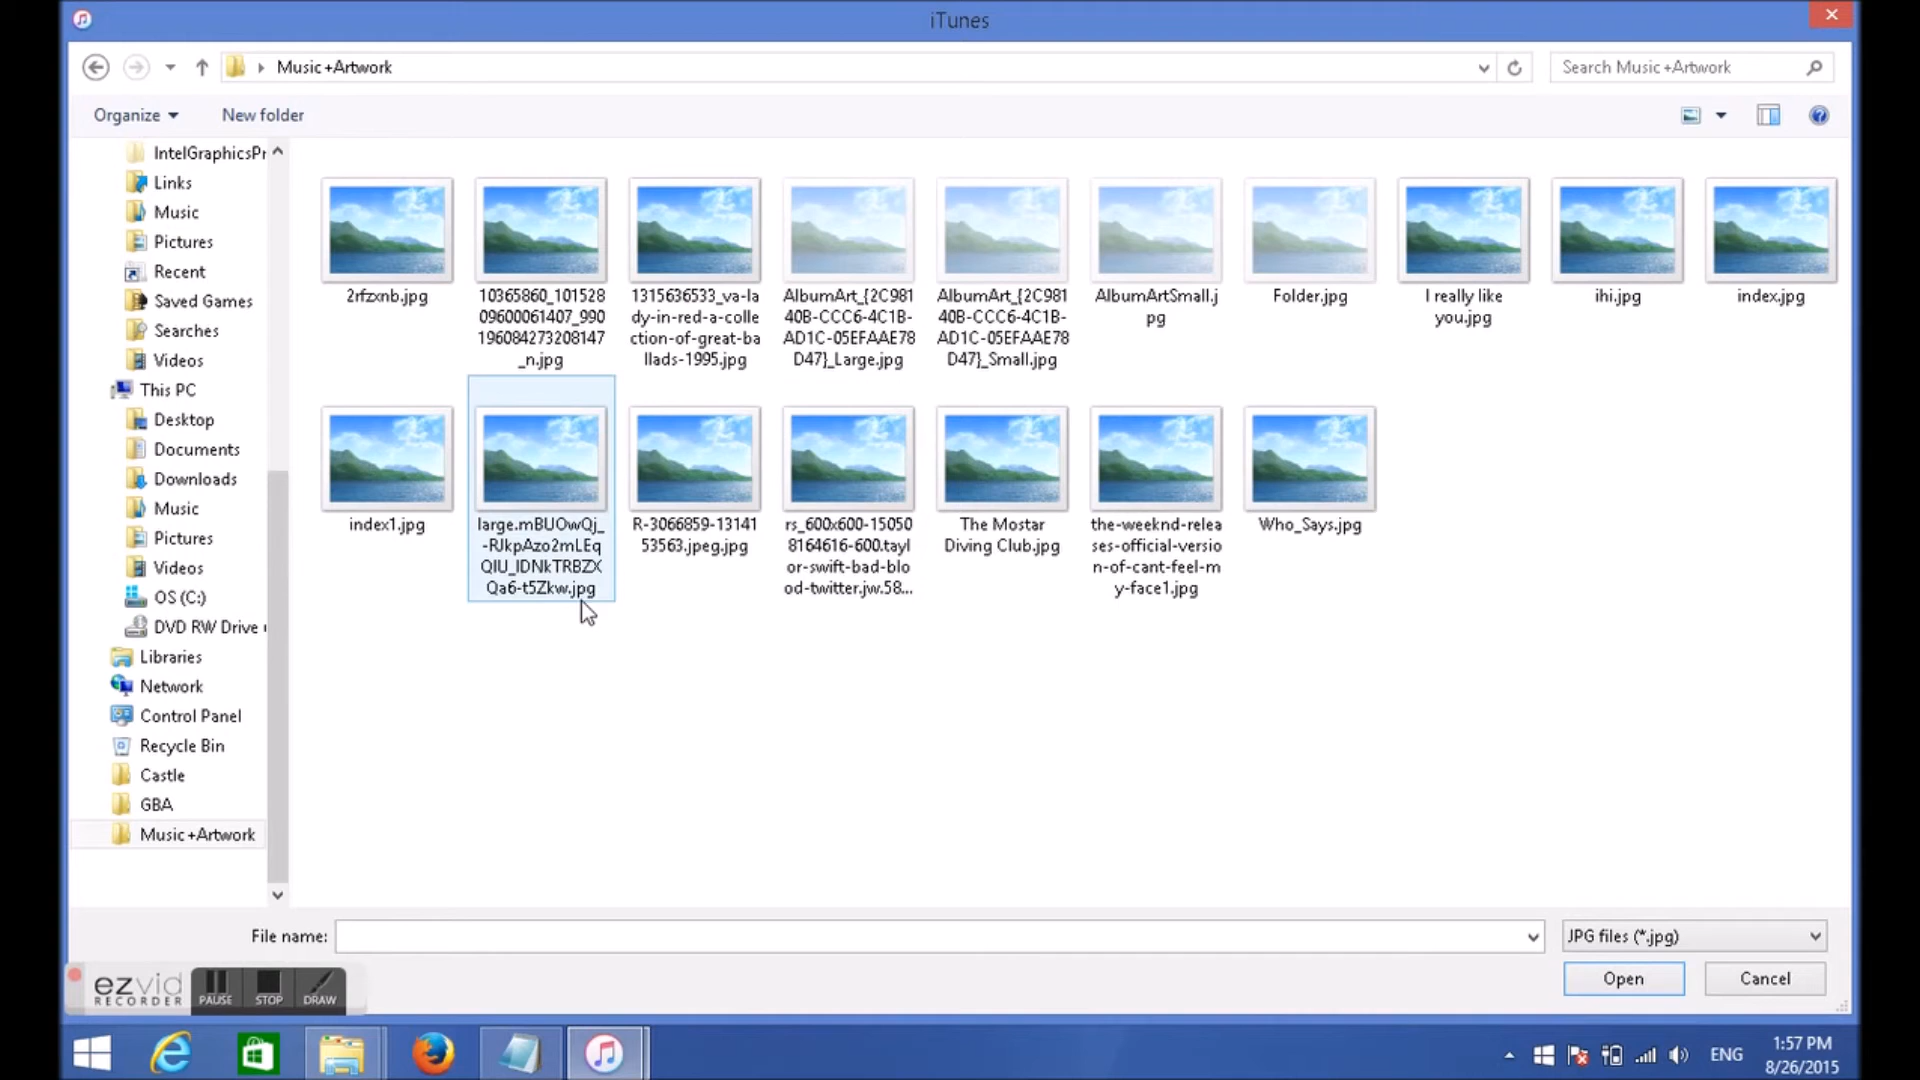 iTunes
Music+Artwork
Search Music+Artwork
Organize
New folder
IntelGraphicsPr
Links
Music
Pictures
Recent
Saved Games
Searches
Videos
This PC
Desktop
Documents
Downloads
Music
Pictures
Videos
OS (C:)
DVD RW Drive
Libraries
Network
Control Panel
Recycle Bin
Castle
GBA
Music+Artwork
2rfzxnb.jpg
10365860_101528
09600061407_990
196084273208147
_n.jpg
1315636533_va-la
dy-in-red-a-colle
ction-of-great-ba
llads-1995.jpg
AlbumArt_{2C981
40B-CCC6-4C1B-
AD1C-05EFAAE78
D47}_Large.jpg
AlbumArt_{2C981
40B-CCC6-4C1B-
AD1C-05EFAAE78
D47}_Small.jpg
AlbumArtSmall.j
pg
Folder.jpg
I really like
you.jpg
ihi.jpg
index.jpg
index1.jpg
large.mBUOwQj_
-RJkpAzo2mLEq
QIU_IDNkTRBZX
Qa6-t5Zkw.jpg
R-3066859-13141
53563.jpeg.jpg
rs_600x600-15050
8164616-600.tayl
or-swift-bad-blo
od-twitter.jw.58...
The Mostar
Diving Club.jpg
the-weeknd-relea
ses-official-versio
n-of-cant-feel-m
y-face1.jpg
Who_Says.jpg
File name:
JPG files (*.jpg)
Open
Cancel
ezvid
RECORDER
PAUSE
STOP
DRAW
ENG
1:57 PM
8/26/2015